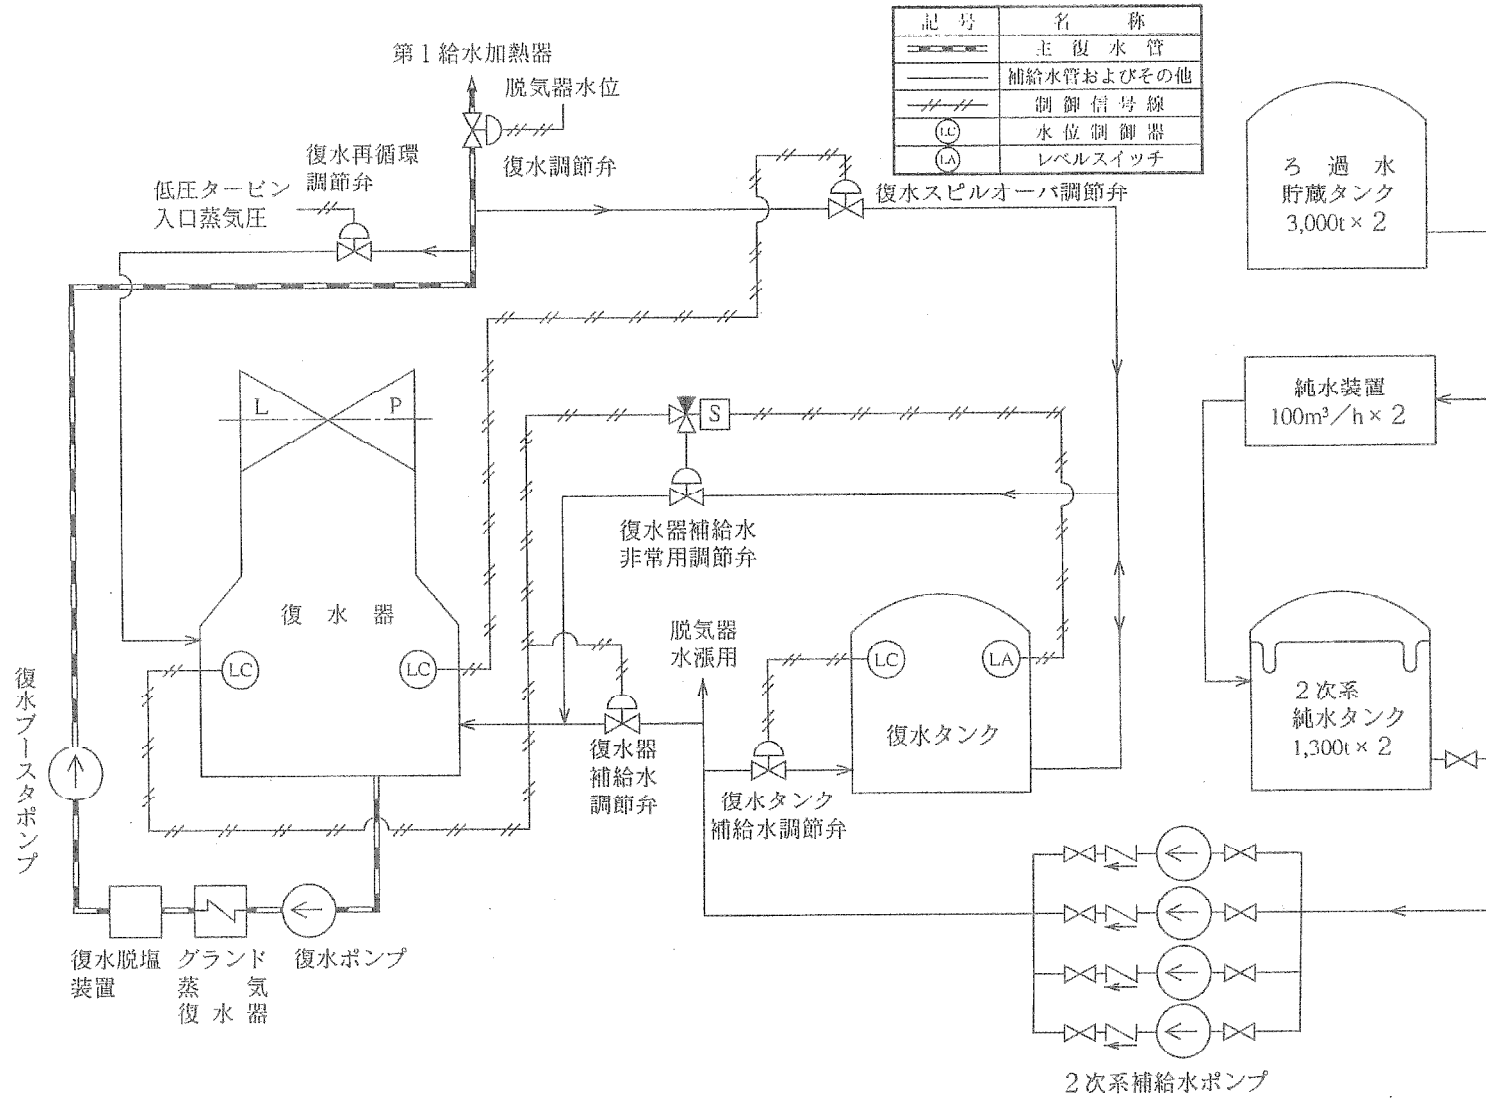 記 号 名 称
主 復 水 管
補給水管およびその他
制 御 信 号 線
LC 水 位 制 御 器
LA レベルスイッチ
第1給水加熱器
脱気器水位
復水調節弁
復水再循環
調節弁
低圧タービン
入口蒸気圧
復水スピルオーバ調節弁
ろ 過 水
貯蔵タンク
3,000t×2
純水装置
100m³/h×2
L P
S
復水器補給水
非常用調節弁
復 水 器
LC
LC
脱気器
水漲用
LC
LA
復水タンク
2次系
純水タンク
1,300t×2
復水器
補給水
調節弁
復水タンク
補給水調節弁
復水ブースタポンプ
復水脱塩
装置
グランド
蒸 気
復 水 器
復水ポンプ
2次系補給水ポンプ